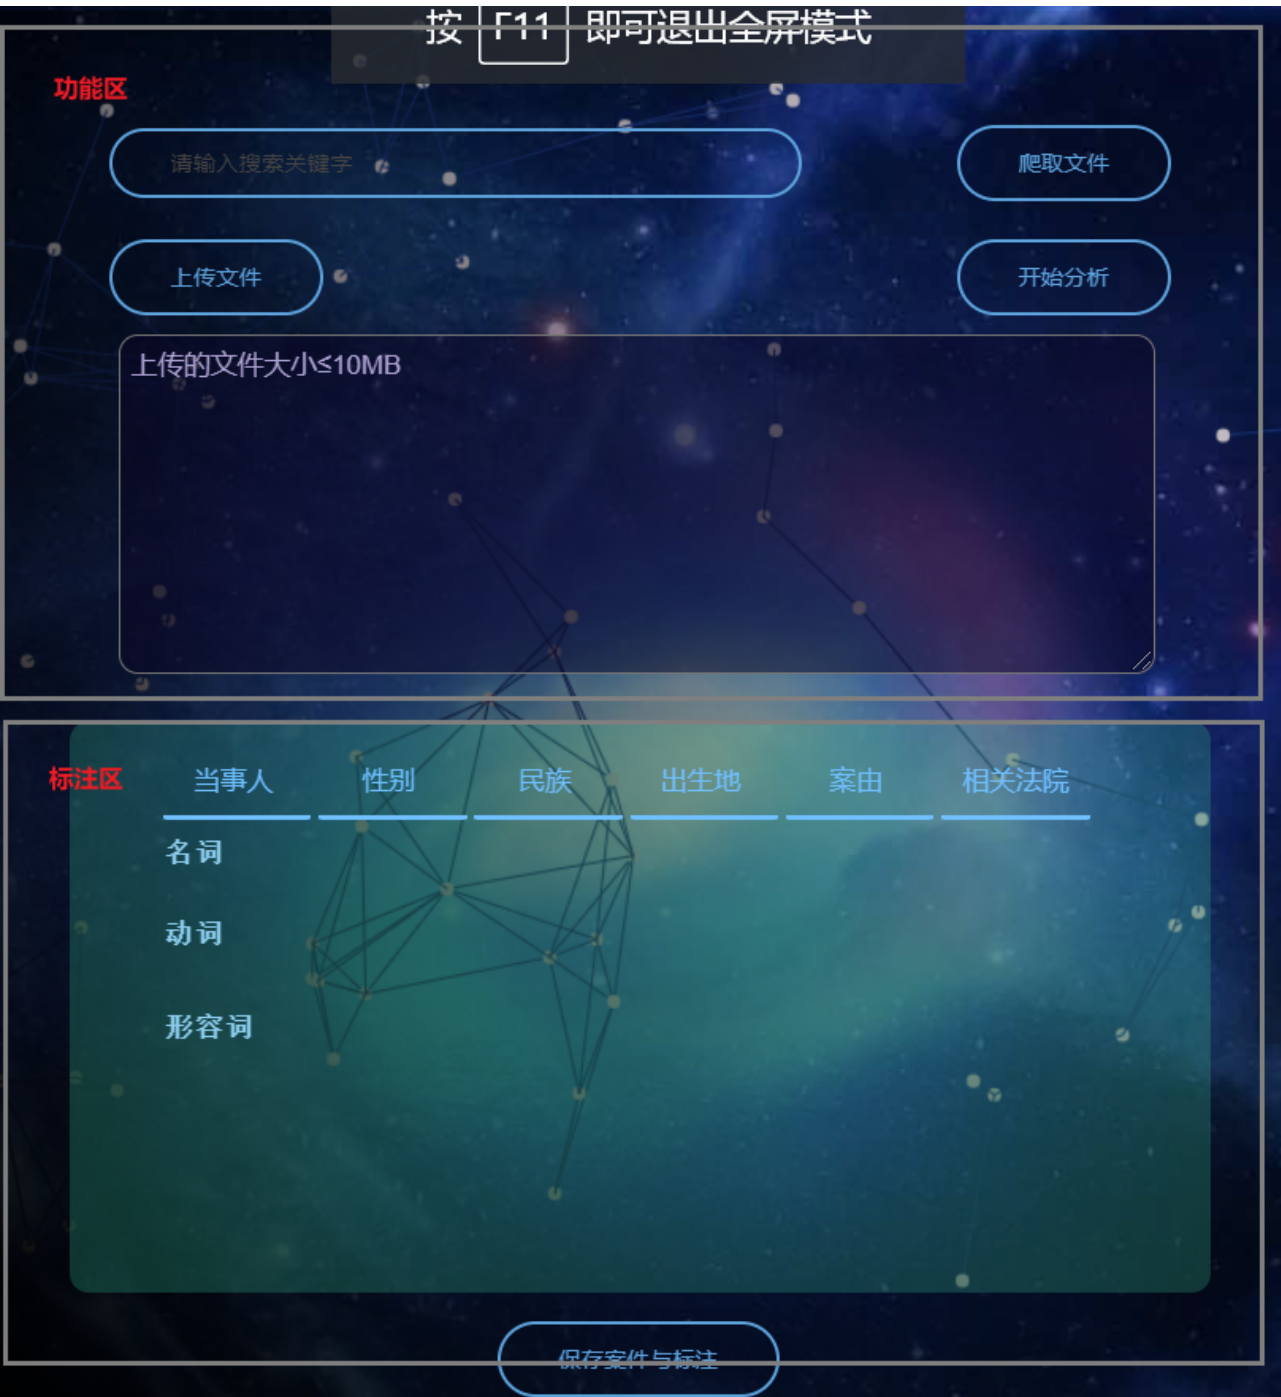 按 F11 即可退出全屏模式
功能区
请输入搜索关键字
爬取文件
上传文件
开始分析
上传的文件大小≤10MB
标注区 当事人 性别 民族 出生地 案由 相关法院
名词
动词
形容词
保存案件与标注